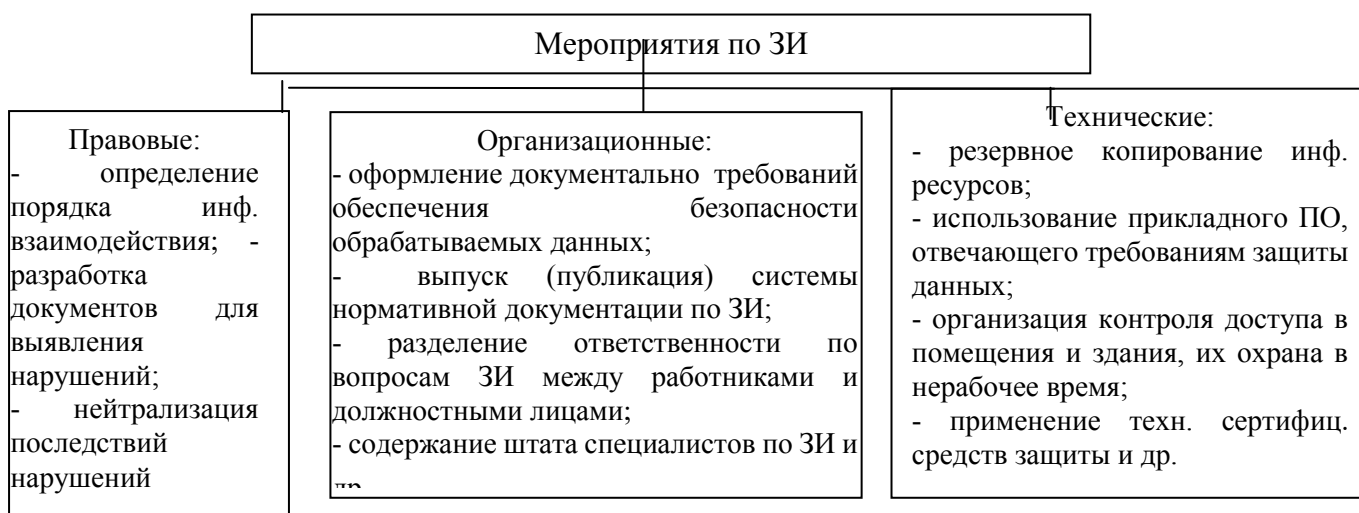 Мероприятия по ЗИ
Правовые:
- определение
порядка инф.
взаимодействия; -
разработка
документов для
выявления
нарушений;
- нейтрализация
последствий
нарушений
Организационные:
- оформление документально требований
обеспечения безопасности
обрабатываемых данных;
- выпуск (публикация) системы
нормативной документации по ЗИ;
- разделение ответственности по
вопросам ЗИ между работниками и
должностными лицами;
- содержание штата специалистов по ЗИ и
др.
Технические:
- резервное копирование инф.
ресурсов;
- использование прикладного ПО,
отвечающего требованиям защиты
данных;
- организация контроля доступа в
помещения и здания, их охрана в
нерабочее время;
- применение техн. сертифиц.
средств защиты и др.